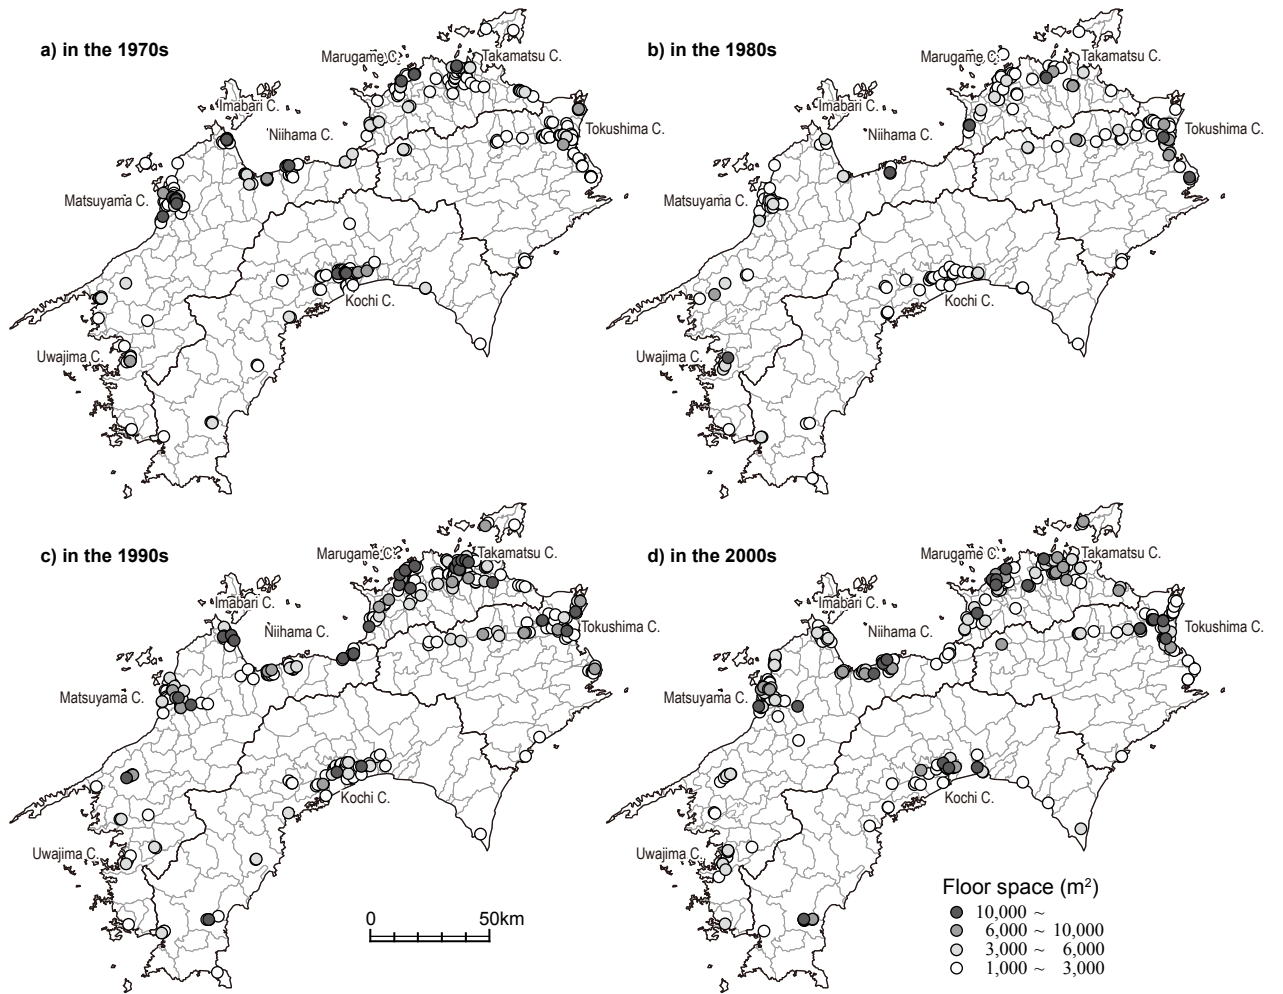 a) in the 1970s
Marugame C.
Takamatsu C.
Imabari C.
Niihama C.
Tokushima C.
Matsuyama C.
Kochi C.
Uwajima C.
b) in the 1980s
Marugame C.
Takamatsu C.
Imabari C.
Niihama C.
Tokushima C.
Matsuyama C.
Kochi C.
Uwajima C.
c) in the 1990s
Marugame C.
Takamatsu C.
Imabari C.
Niihama C.
Tokushima C.
Matsuyama C.
Kochi C.
Uwajima C.
0 50km
d) in the 2000s
Marugame C.
Takamatsu C.
Imabari C.
Niihama C.
Tokushima C.
Matsuyama C.
Kochi C.
Uwajima C.
Floor space (m²)
10,000 ~
6,000 ~ 10,000
3,000 ~ 6,000
1,000 ~ 3,000